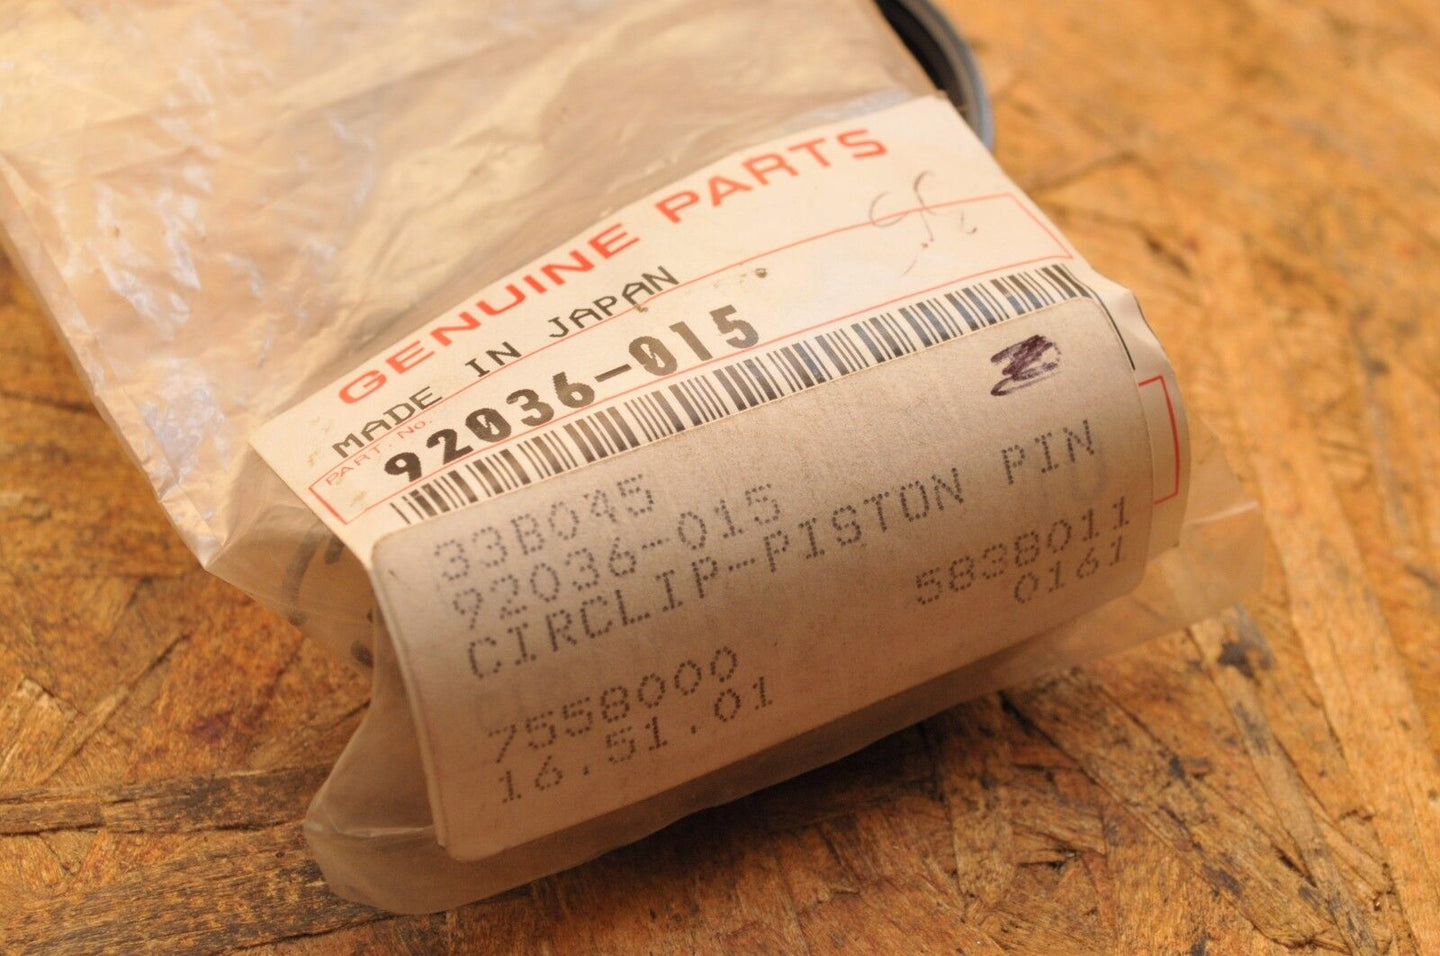 GENUINE PARTS
MADE IN JAPAN
PART. No.
92036-015
33B045
92036-015
CIRCLIP-PISTON PIN
583B011
0161
7558000
16.51.01